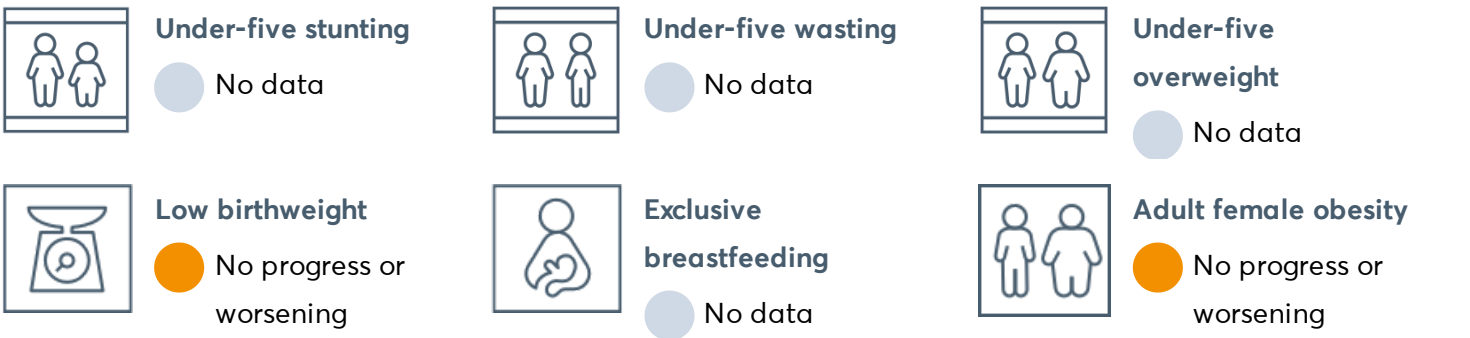 Under-five stunting
No data
Under-five wasting
No data
Under-five
overweight
No data
Low birthweight
No progress or
worsening
Exclusive
breastfeeding
No data
Adult female obesity
No progress or
worsening